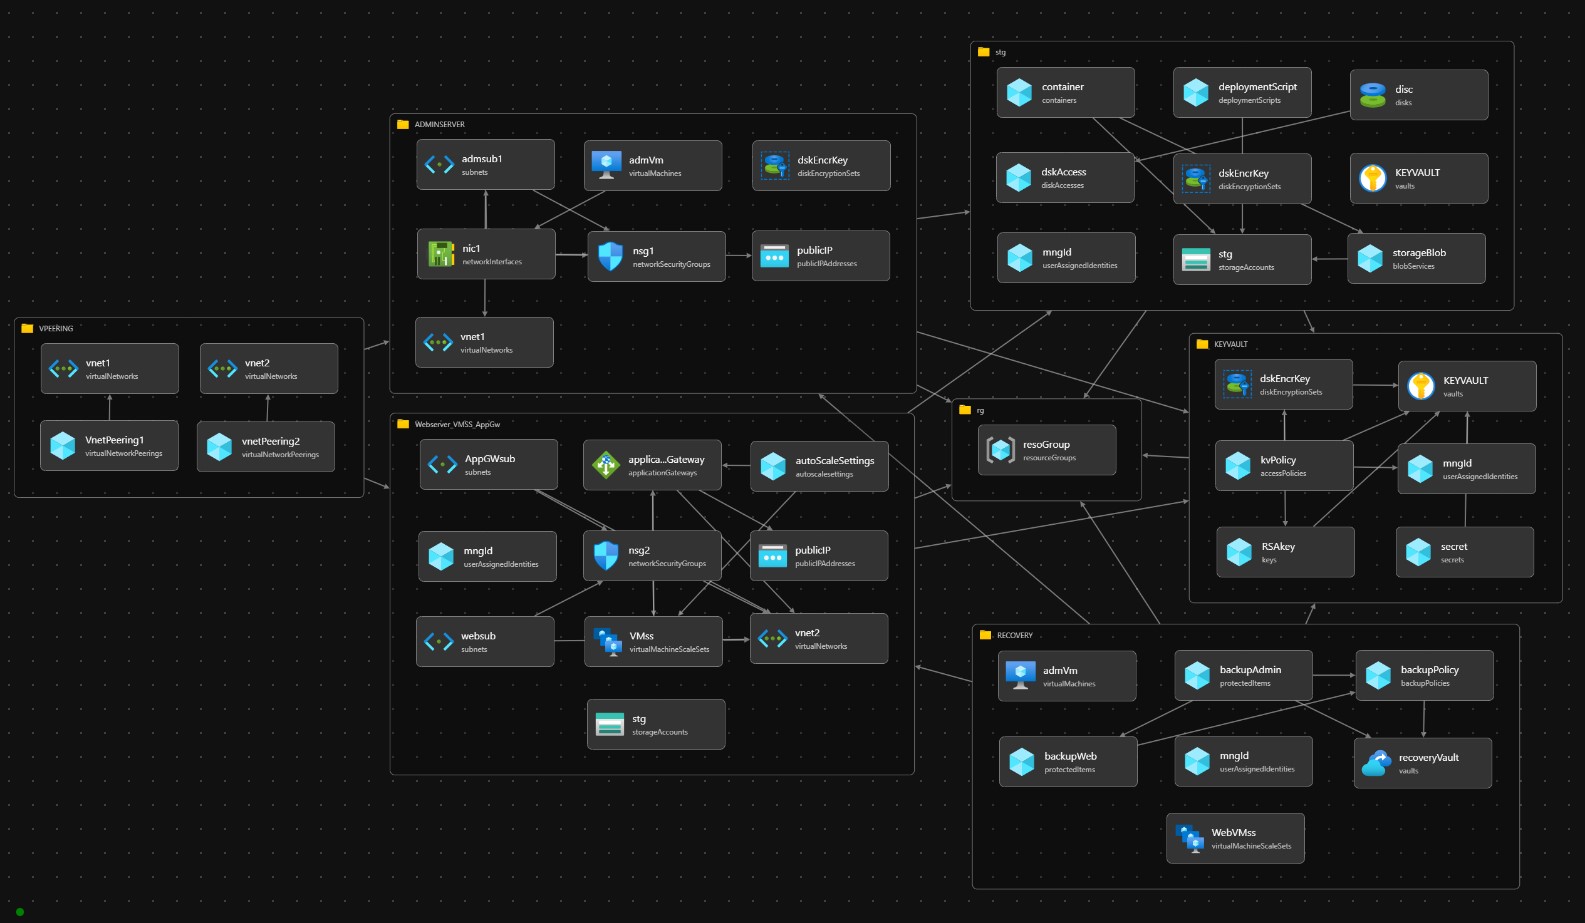 stg
container
containers
deploymentScript
deploymentScripts
disc
disks
dskAccess
diskAccesses
dskEncrKey
diskEncryptionSets
KEYVAULT
vaults
mngId
userAssignedIdentities
stg
storageAccounts
storageBlob
blobServices
ADMINSERVER
admsub1
subnets
admVm
virtualMachines
dskEncrKey
diskEncryptionSets
nic1
networkInterfaces
nsg1
networkSecurityGroups
publicIP
publicIPAddresses
vnet1
virtualNetworks
VPEERING
vnet1
virtualNetworks
vnet2
virtualNetworks
VnetPeering1
virtualNetworkPeerings
vnetPeering2
virtualNetworkPeerings
KEYVAULT
dskEncrKey
diskEncryptionSets
KEYVAULT
vaults
kvPolicy
accessPolicies
mngId
userAssignedIdentities
RSAkey
keys
secret
secrets
rg
resoGroup
resourceGroups
Webserver_VMSS_AppGw
AppGWsub
subnets
applica...Gateway
applicationGateways
autoScaleSettings
autoscalesettings
mngId
userAssignedIdentities
nsg2
networkSecurityGroups
publicIP
publicIPAddresses
websub
subnets
VMss
virtualMachineScaleSets
vnet2
virtualNetworks
stg
storageAccounts
RECOVERY
admVm
virtualMachines
backupAdmin
protectedItems
backupPolicy
backupPolicies
backupWeb
protectedItems
mngId
userAssignedIdentities
recoveryVault
vaults
WebVMss
virtualMachineScaleSets